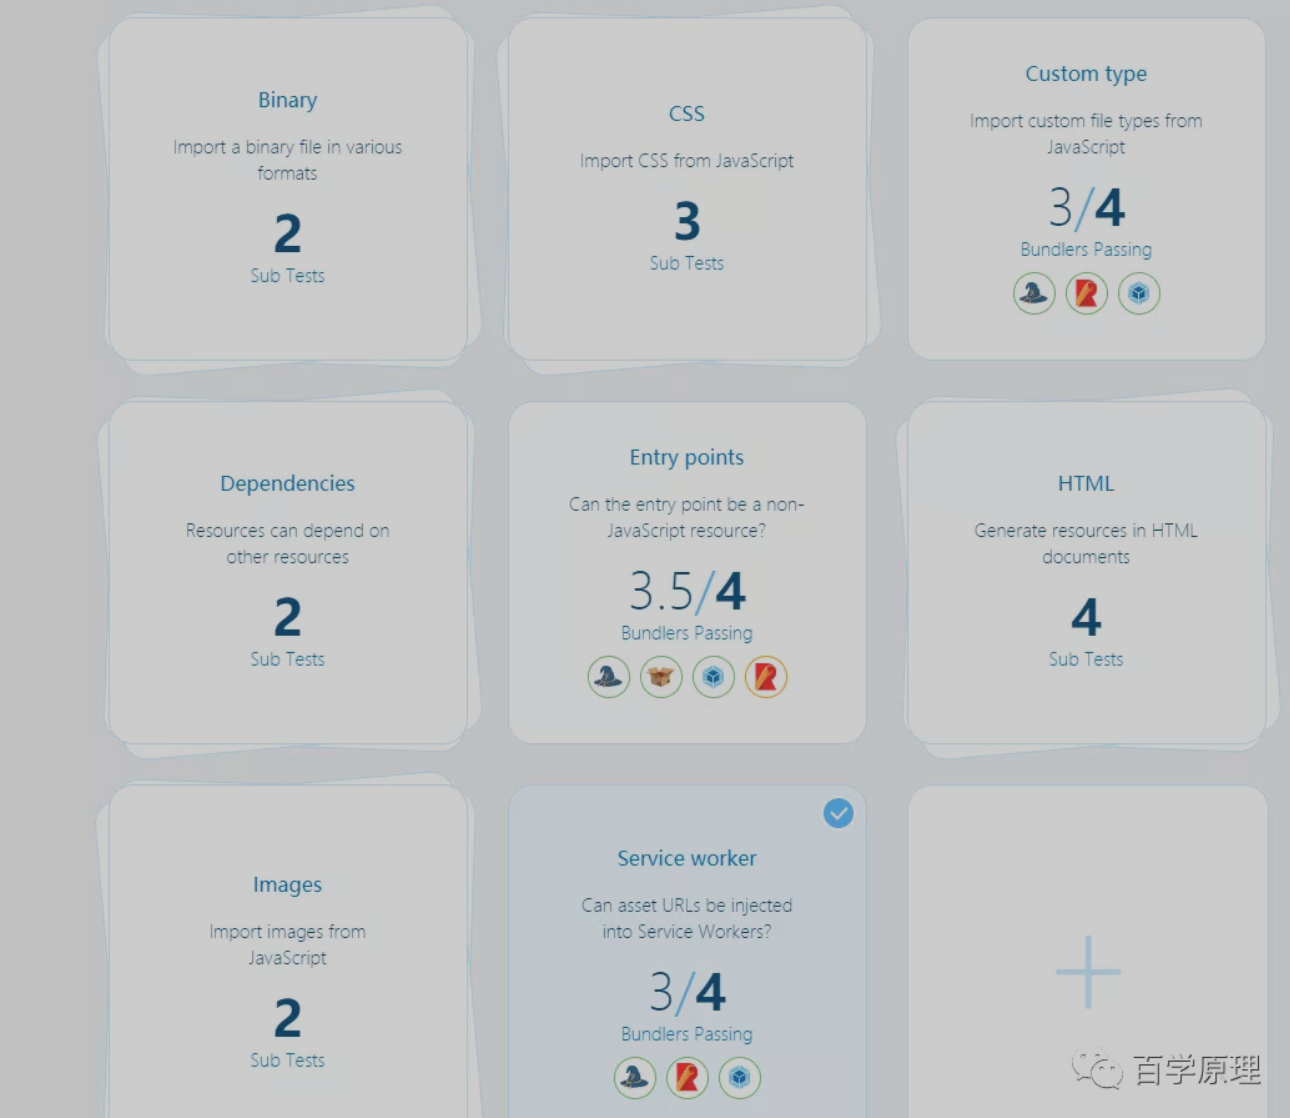 Binary
Import a binary file in various
formats
2
Sub Tests
CSS
Import CSS from JavaScript
3
Sub Tests
Custom type
Import custom file types from
JavaScript
3/4
Bundlers Passing
Dependencies
Resources can depend on
other resources
2
Sub Tests
Entry points
Can the entry point be a non-
JavaScript resource?
3.5/4
Bundlers Passing
HTML
Generate resources in HTML
documents
4
Sub Tests
Images
Import images from
JavaScript
2
Sub Tests
Service worker
Can asset URLs be injected
into Service Workers?
3/4
Bundlers Passing
百学原理